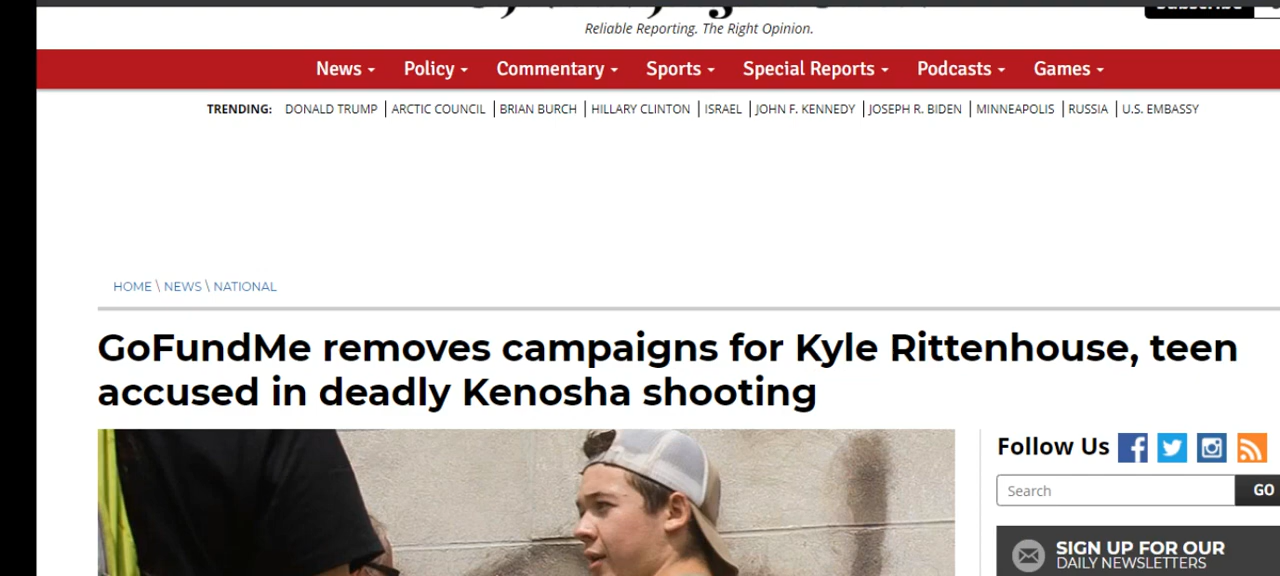 Subscribe
Reliable Reporting. The Right Opinion.
News Policy Commentary Sports Special Reports Podcasts Games
TRENDING: DONALD TRUMP | ARCTIC COUNCIL | BRIAN BURCH | HILLARY CLINTON | ISRAEL | JOHN F. KENNEDY | JOSEPH R. BIDEN | MINNEAPOLIS | RUSSIA | U.S. EMBASSY
HOME \ NEWS \ NATIONAL
GoFundMe removes campaigns for Kyle Rittenhouse, teen
accused in deadly Kenosha shooting
Follow Us
Search GO
SIGN UP FOR OUR
DAILY NEWSLETTERS